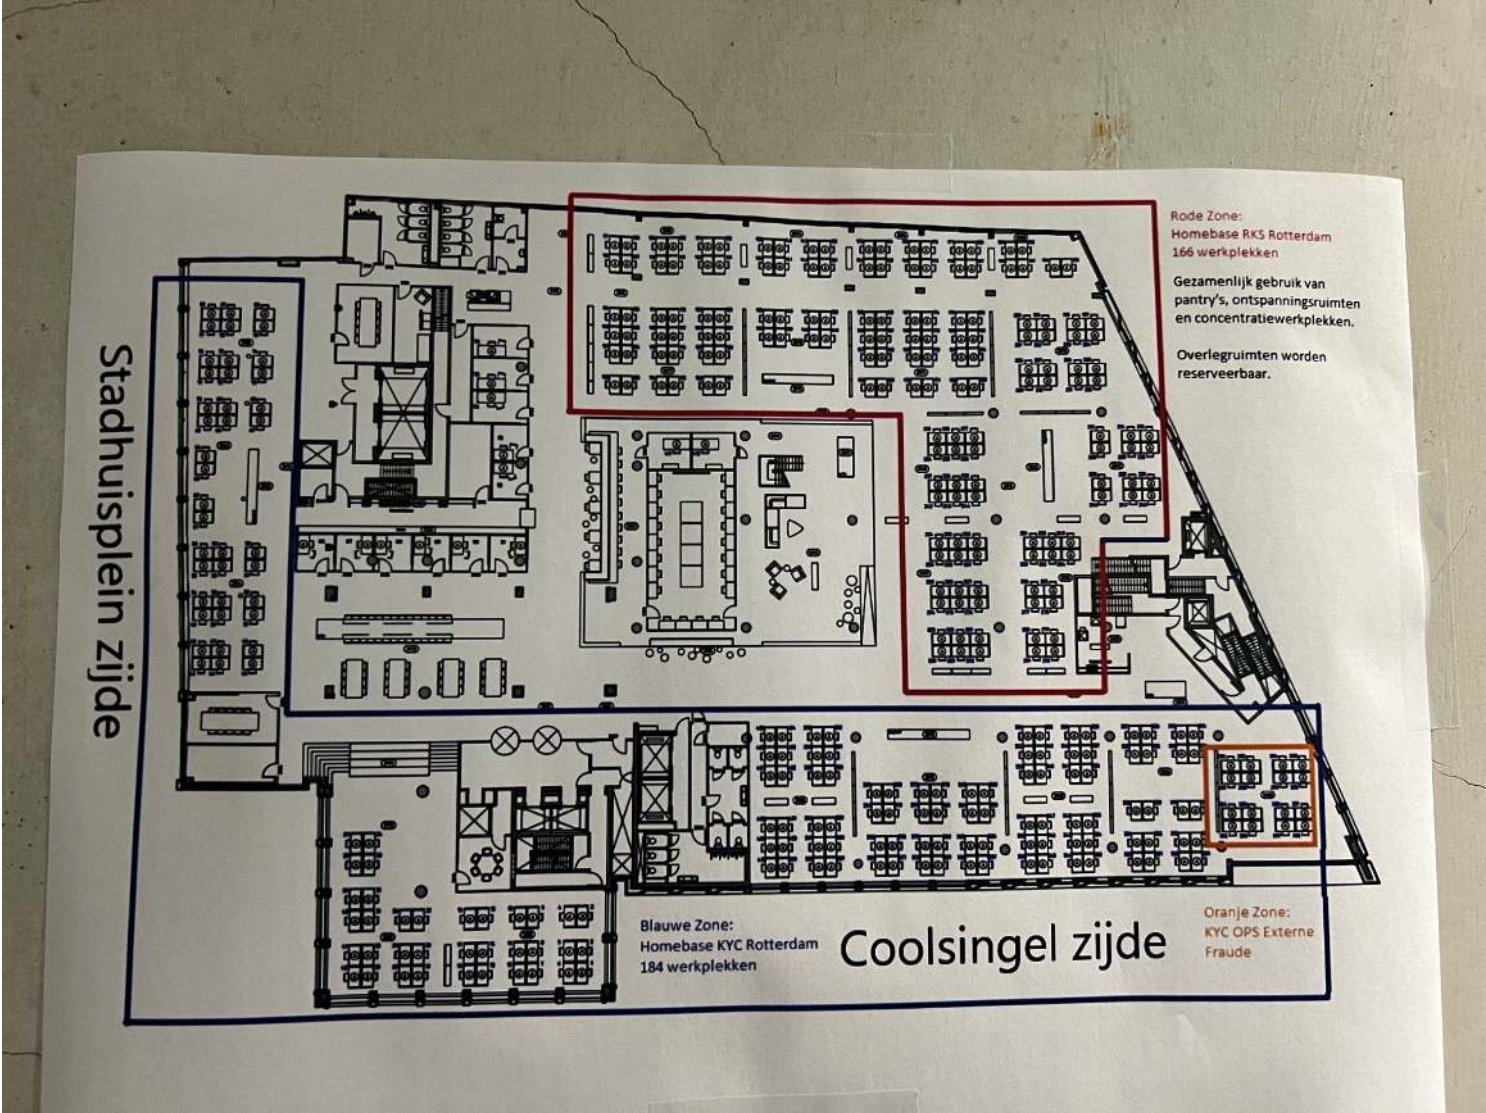 Rode Zone:
Homebase RKS Rotterdam
166 werkplekken
Gezamenlijk gebruik van
pantry's, ontspanningsruimten
en concentratiewerkplekken.
Overlegruimten worden
reserveerbaar.
Stadhuisplein zijde
Blauwe Zone:
Homebase KYC Rotterdam
184 werkplekken
Coolsingel zijde
Oranje Zone:
KYC OPS Externe
Fraude